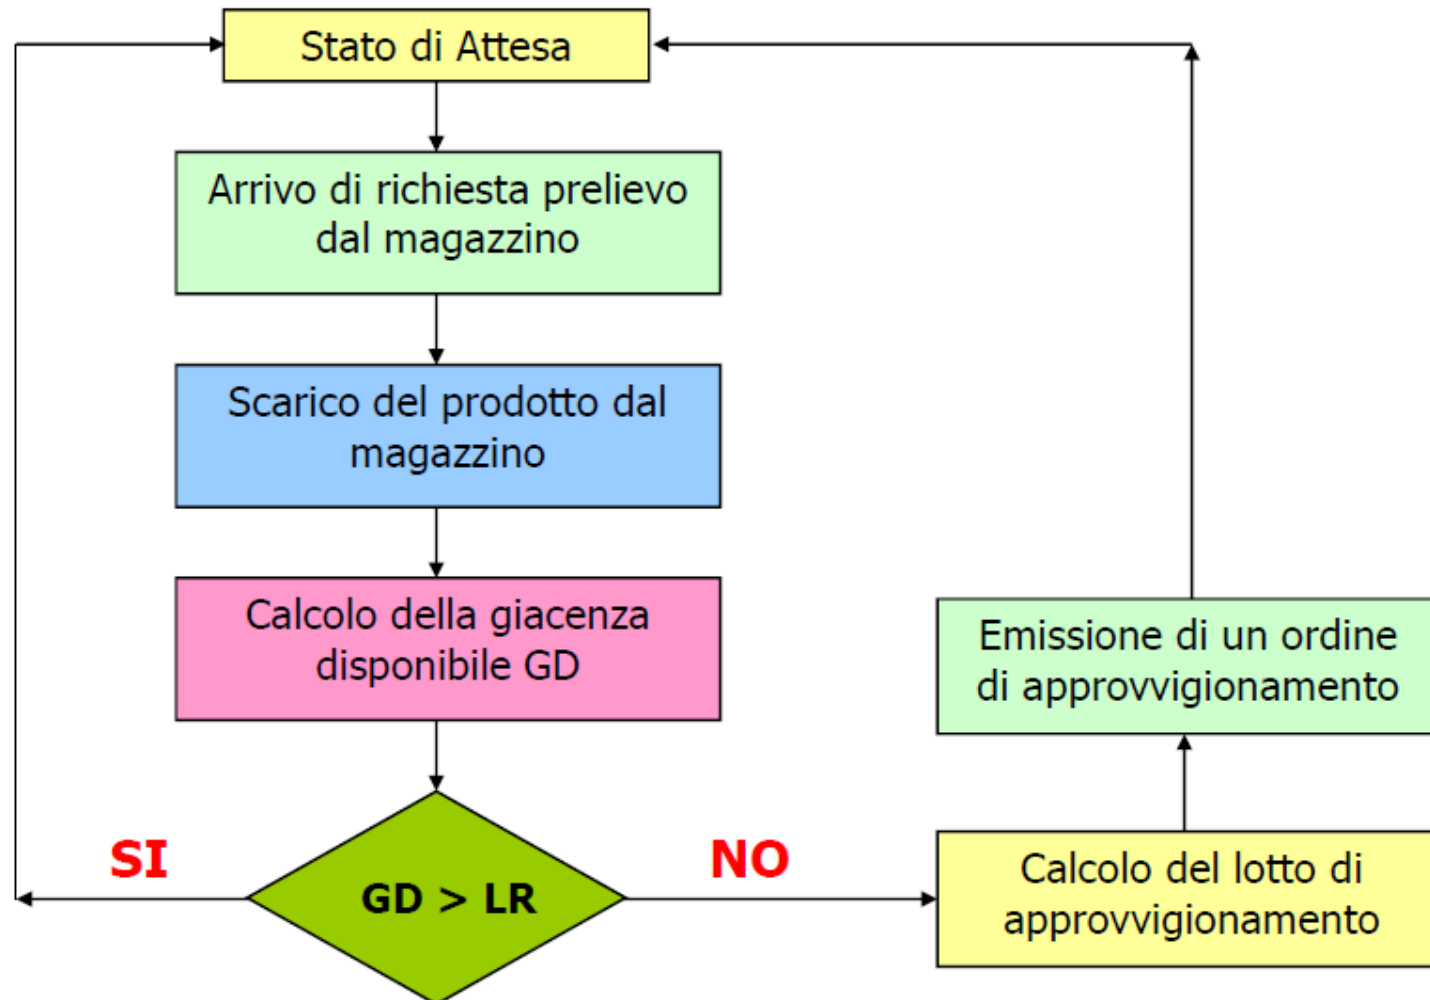 Stato di Attesa
Arrivo di richiesta prelievo
dal magazzino
Scarico del prodotto dal
magazzino
Calcolo della giacenza
disponibile GD
SI
GD > LR
NO
Calcolo del lotto di
approvvigionamento
Emissione di un ordine
di approvvigionamento